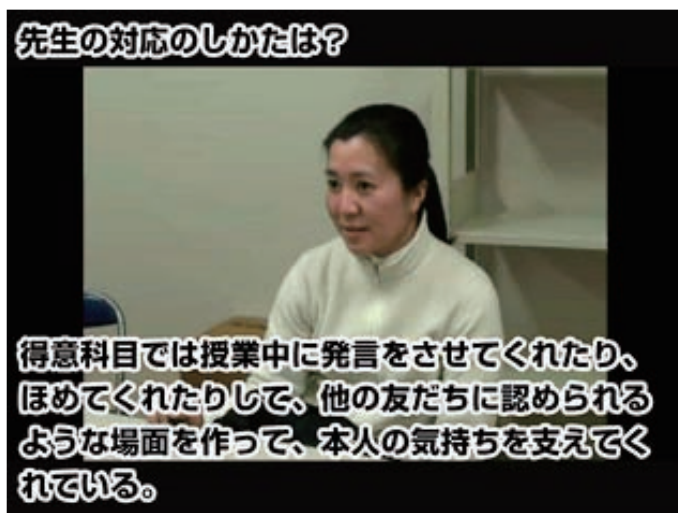 先生の対応のしかたは？
得意科目では授業中に発言をさせてくれたり、
ほめてくれたりして、他の友だちに認められる
ような場面を作って、本人の気持ちを支えてく
れている。